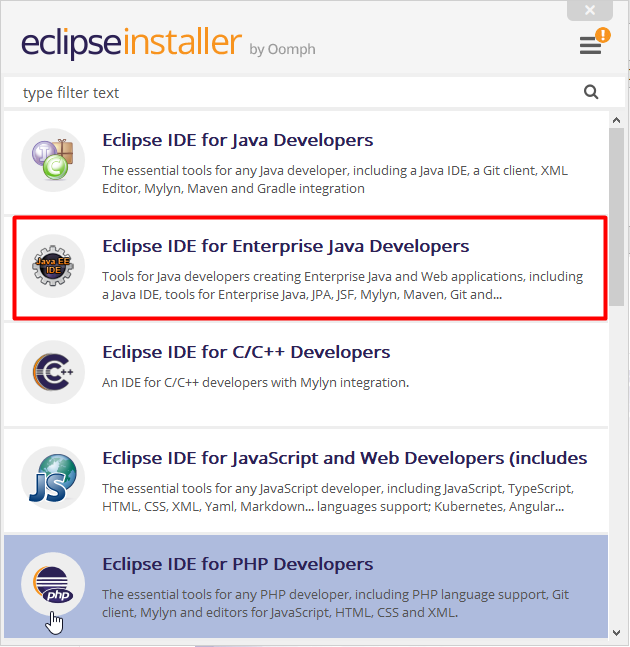 eclipseinstaller by Oomph
!
type filter text
Eclipse IDE for Java Developers
The essential tools for any Java developer, including a Java IDE, a Git client, XML
Editor, Mylyn, Maven and Gradle integration
Java EE
IDE
Eclipse IDE for Enterprise Java Developers
Tools for Java developers creating Enterprise Java and Web applications, including
a Java IDE, tools for Enterprise Java, JPA, JSF, Mylyn, Maven, Git and...
C++
Eclipse IDE for C/C++ Developers
An IDE for C/C++ developers with Mylyn integration.
JS
Eclipse IDE for JavaScript and Web Developers (includes
The essential tools for any JavaScript developer, including JavaScript, TypeScript,
HTML, CSS, XML, Yaml, Markdown... languages support; Kubernetes, Angular...
php
Eclipse IDE for PHP Developers
The essential tools for any PHP developer, including PHP language support, Git
client, Mylyn and editors for JavaScript, HTML, CSS and XML.